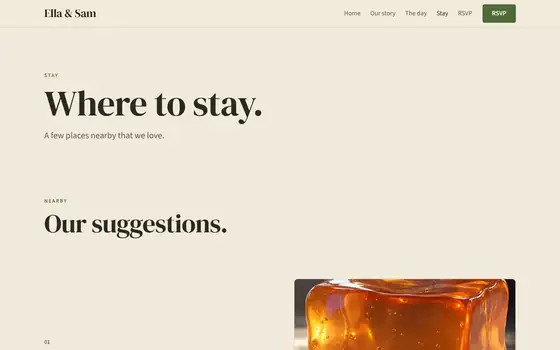 Ella & Sam
Home Our story The day Stay RSVP RSVP
STAY
Where to stay.
A few places nearby that we love.
NEARBY
Our suggestions.
01